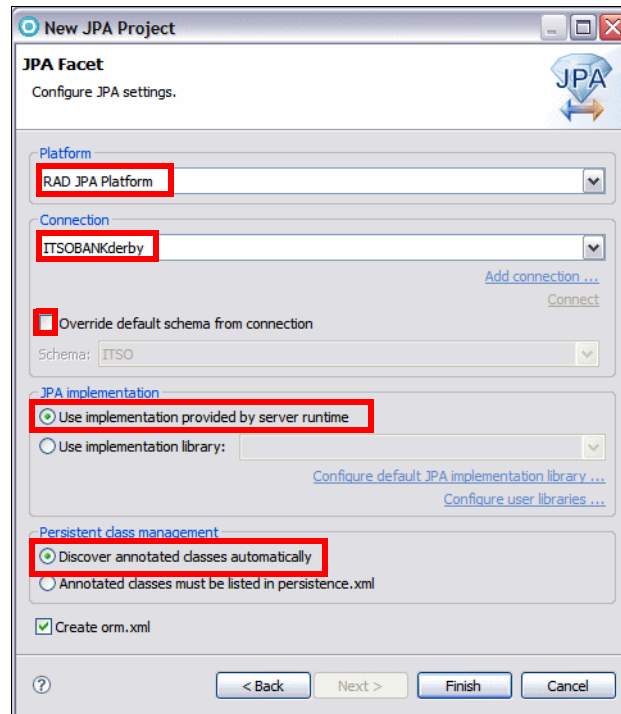 New JPA Project
JPA Facet
Configure JPA settings.
JPA
Platform
RAD JPA Platform
Connection
ITSOBANKderby
Add connection ...
Connect
Override default schema from connection
Schema: ITSO
JPA implementation
Use implementation provided by server runtime
Use implementation library:
Configure default JPA implementation library ...
Configure user libraries ...
Persistent class management
Discover annotated classes automatically
Annotated classes must be listed in persistence.xml
Create orm.xml
? < Back Next > Finish Cancel